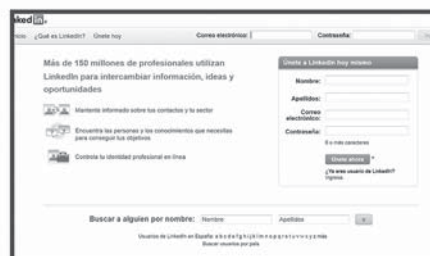 ked in.
nicio ¿Qué es LinkedIn? Únete hoy Correo electrónico: Contraseña:
Más de 150 millones de profesionales utilizan
LinkedIn para intercambiar información, ideas y
oportunidades
Mantente informado sobre tus contactos y tu sector
Encuentra las personas y los conocimientos que necesitas
para conseguir tus objetivos
Controla tu identidad profesional en línea
Únete a LinkedIn hoy mismo
Nombre:
Apellidos:
Correo
electrónico:
Contraseña:
6 o más caracteres
Únete ahora *
¿Ya eres usuario de LinkedIn?
Ingresa.
Buscar a alguien por nombre: Nombre Apellidos
Usuarios de LinkedIn en España: a b c d e f g h i j k l m n o p q r s t u v w x y z más
Buscar usuarios por país